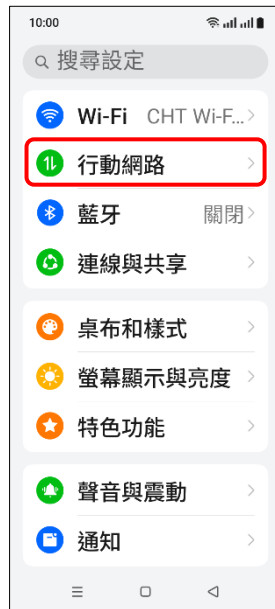 10:00
搜尋設定
Wi-Fi CHT Wi-F...
行動網路
藍牙 關閉
連線與共享
桌布和樣式
螢幕顯示與亮度
特色功能
聲音與震動
通知